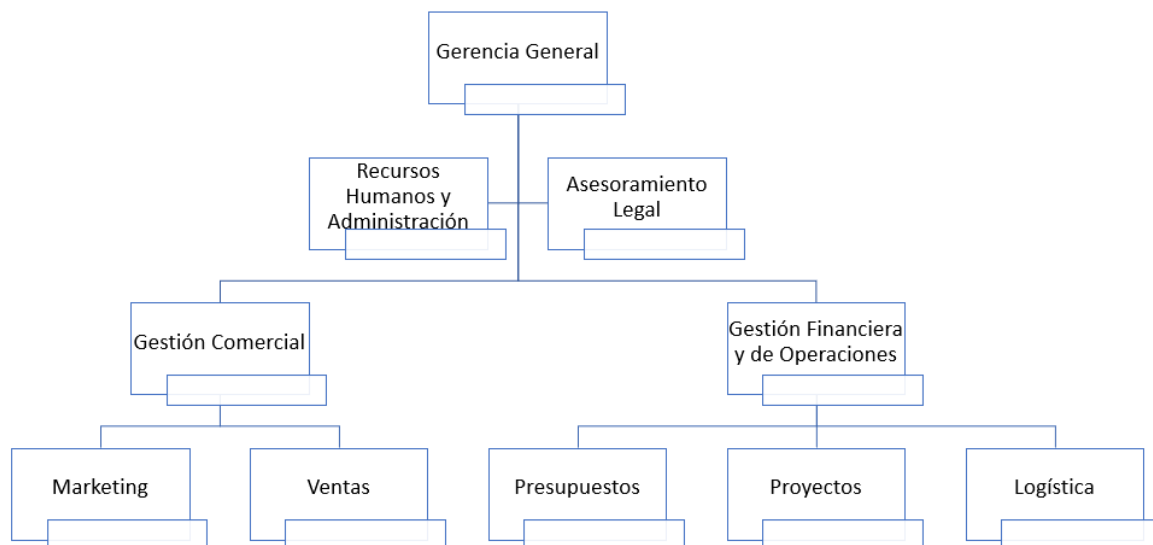 Gerencia General
Recursos
Humanos y
Administración
Asesoramiento
Legal
Gestión Comercial
Gestión Financiera
y de Operaciones
Marketing
Ventas
Presupuestos
Proyectos
Logística